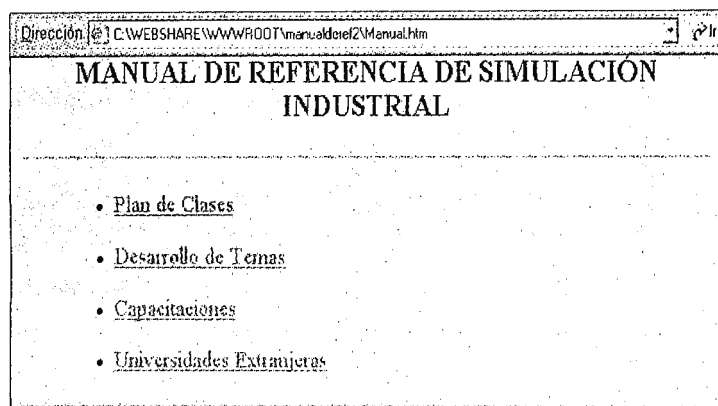 Dirección C:\WEBSHARE\WWWROOT\manualderef2\Manual.htm Ir
MANUAL DE REFERENCIA DE SIMULACIÓN
INDUSTRIAL
• Plan de Clases
• Desarrollo de Temas
• Capacitaciones
• Universidades Extranjeras